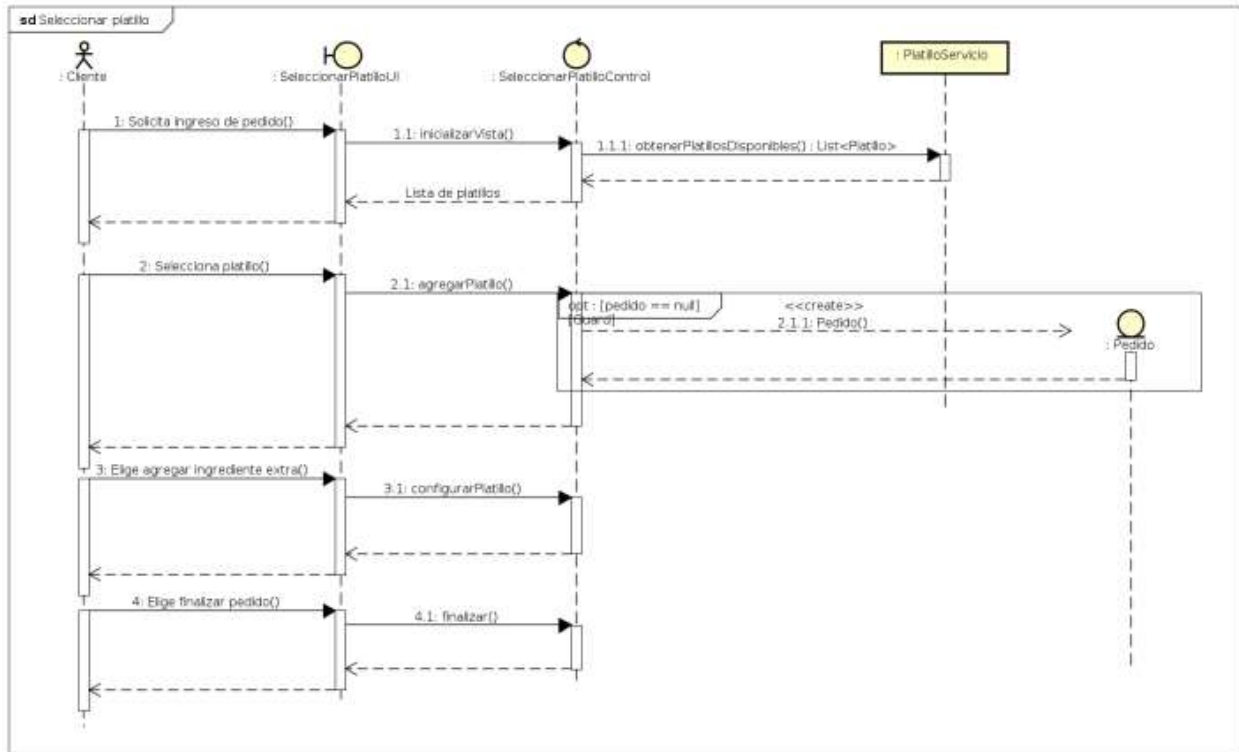 sd Seleccionar platillo
: Cliente
: SeleccionarPlatilloUI
: SeleccionarPlatilloControl
: PlatilloServicio
1: Solicita ingreso de pedido()
1.1: inicializarVista()
1.1.1: obtenerPlatillosDisponibles() : List<Platillo>
Lista de platillos
2: Selecciona platillo()
2.1: agregarPlatillo()
opt : [pedido == null]
[Guard]
<<create>>
2.1.1: Pedido()
: Pedido
3: Elige agregar ingrediente extra()
3.1: configurarPlatillo()
4: Elige finalizar pedido()
4.1: finalizar()